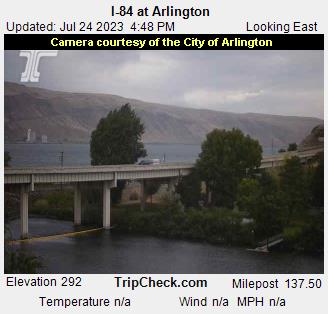 I-84 at Arlington
Updated: Jul 24 2023 4:48 PM Looking East
Camera courtesy of the City of Arlington
Elevation 292 TripCheck.com Milepost 137.50
Temperature n/a Wind n/a MPH n/a